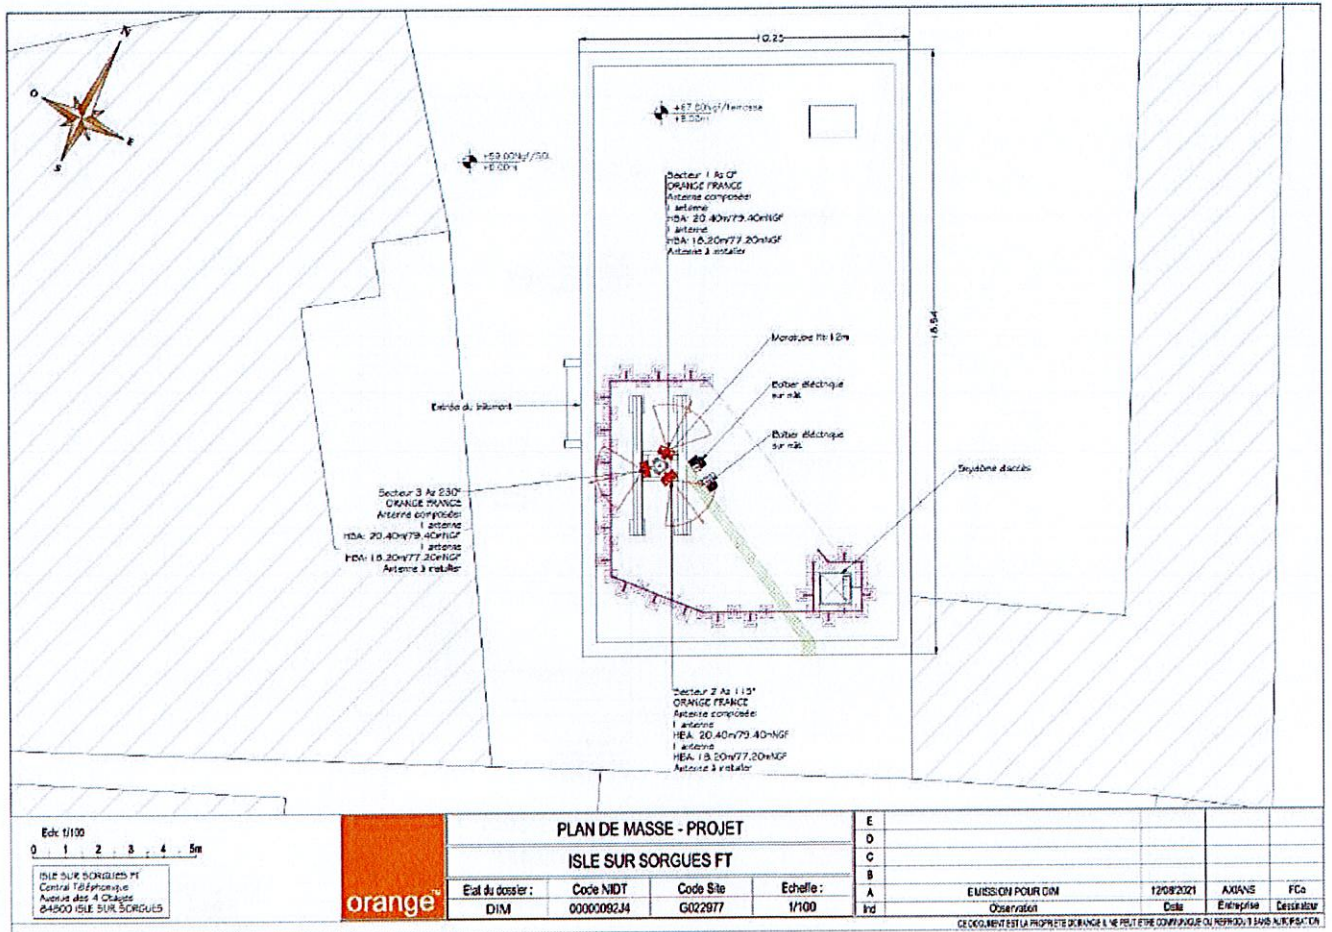 N
O
E
S
10.25
+67.00Ngf/Terrasse
+8.00m
+59.00Ngf/SOL
+0.00m
Secteur 1 Az 0°
ORANGE FRANCE
Antenne composée:
1 antenne
HBA: 20.40m/79.40mNGF
1 antenne
HBA: 18.20m/77.20mNGF
Antenne à installer
18.54
Monotube Ht: 12m
Boîtier éléctrique
sur mât
Entrée du bâtiment
Boîtier éléctrique
sur mât
Skydôme d'accès
Secteur 3 Az 230°
ORANGE FRANCE
Antenne composée:
1 antenne
HBA: 20.40m/79.40mNGF
1 antenne
HBA: 18.20m/77.20mNGF
Antenne à installer
Secteur 2 Az 115°
ORANGE FRANCE
Antenne composée:
1 antenne
HBA: 20.40m/79.40mNGF
1 antenne
HBA: 18.20m/77.20mNGF
Antenne à installer
Ech: 1/100
0 1 2 3 4 5m
ISLE SUR SORGUES FT
Central Téléphonique
Avenue des 4 Otages
84800 ISLE SUR SORGUES
orange™
PLAN DE MASSE - PROJET
ISLE SUR SORGUES FT
Etat du dossier : Code NIDT Code Site Echelle :
DIM 00000092J4 G022977 1/100
E
D
C
B
A EMISSION POUR DIM 12/08/2021 AXIANS FCo
Ind Observation Date Entreprise Dessinateur
CE DOCUMENT EST LA PROPRIETE D'ORANGE IL NE PEUT ETRE COMMUNIQUE OU REPRODUIT SANS AUTORISATION